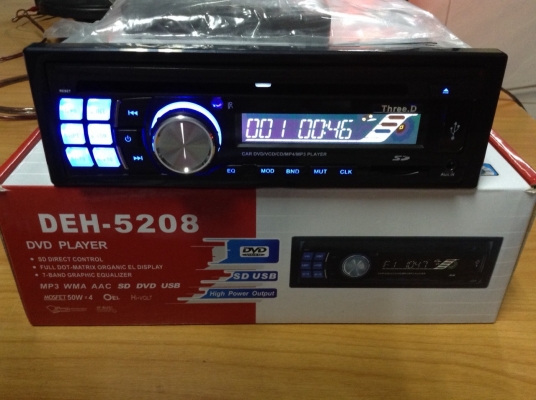 RESET
Three.D
001 0046
CAR DVD/VCD/CD/MP4/MP3 PLAYER
EQ MOD BND MUT CLK
AUX IN
DEH-5208
DVD PLAYER
SD DIRECT CONTROL
FULL DOT-MATRIX ORGANIC EL DISPLAY
7-BAND GRAPHIC EQUALIZER
MP3 WMA AAC SD DVD USB
MOSFET 50W×4
DVD
SD USB
High Power Output